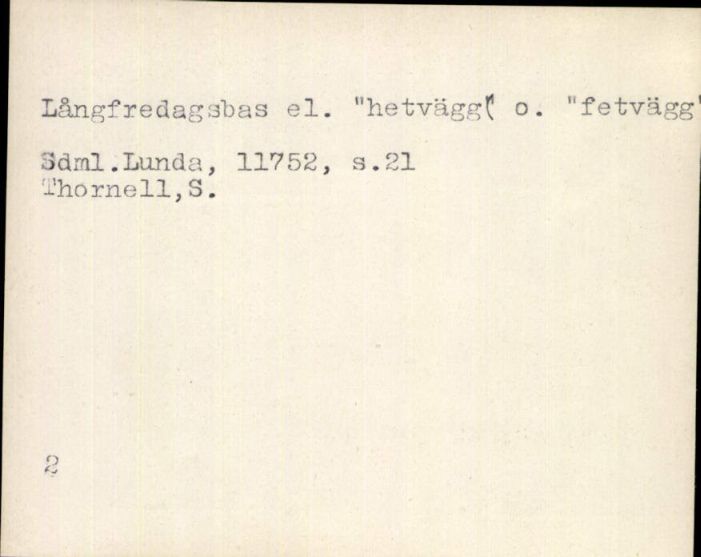 Långfredagsbas el. "hetvägg" o. "fetvägg"
Sdml.Lunda, 11752, s.21
Thornell,S.
2